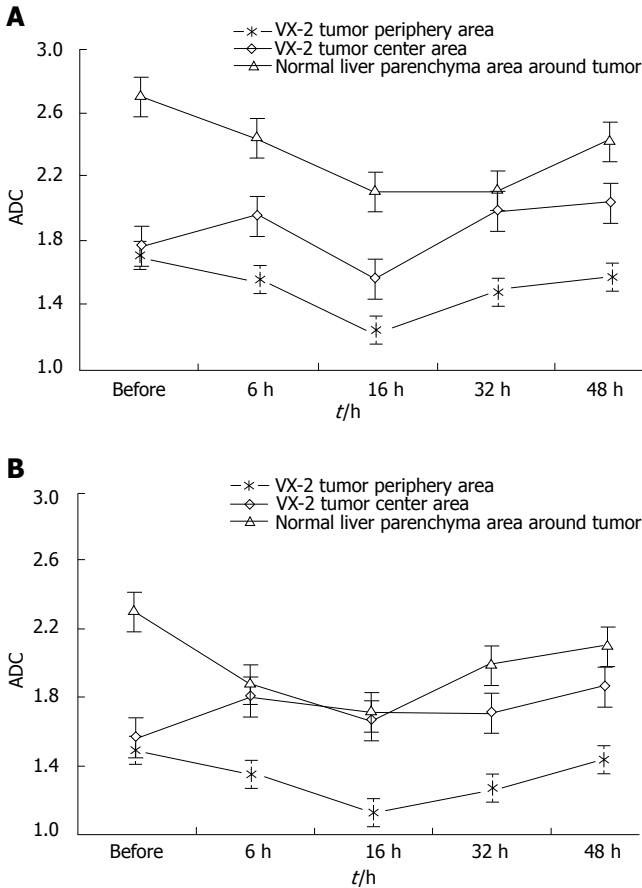 A
VX-2 tumor periphery area
VX-2 tumor center area
Normal liver parenchyma area around tumor
3.0
2.6
2.2
1.8
1.4
1.0
ADC
Before 6 h 16 h 32 h 48 h
t/h
B
VX-2 tumor periphery area
VX-2 tumor center area
Normal liver parenchyma area around tumor
3.0
2.6
2.2
1.8
1.4
1.0
ADC
Before 6 h 16 h 32 h 48 h
t/h